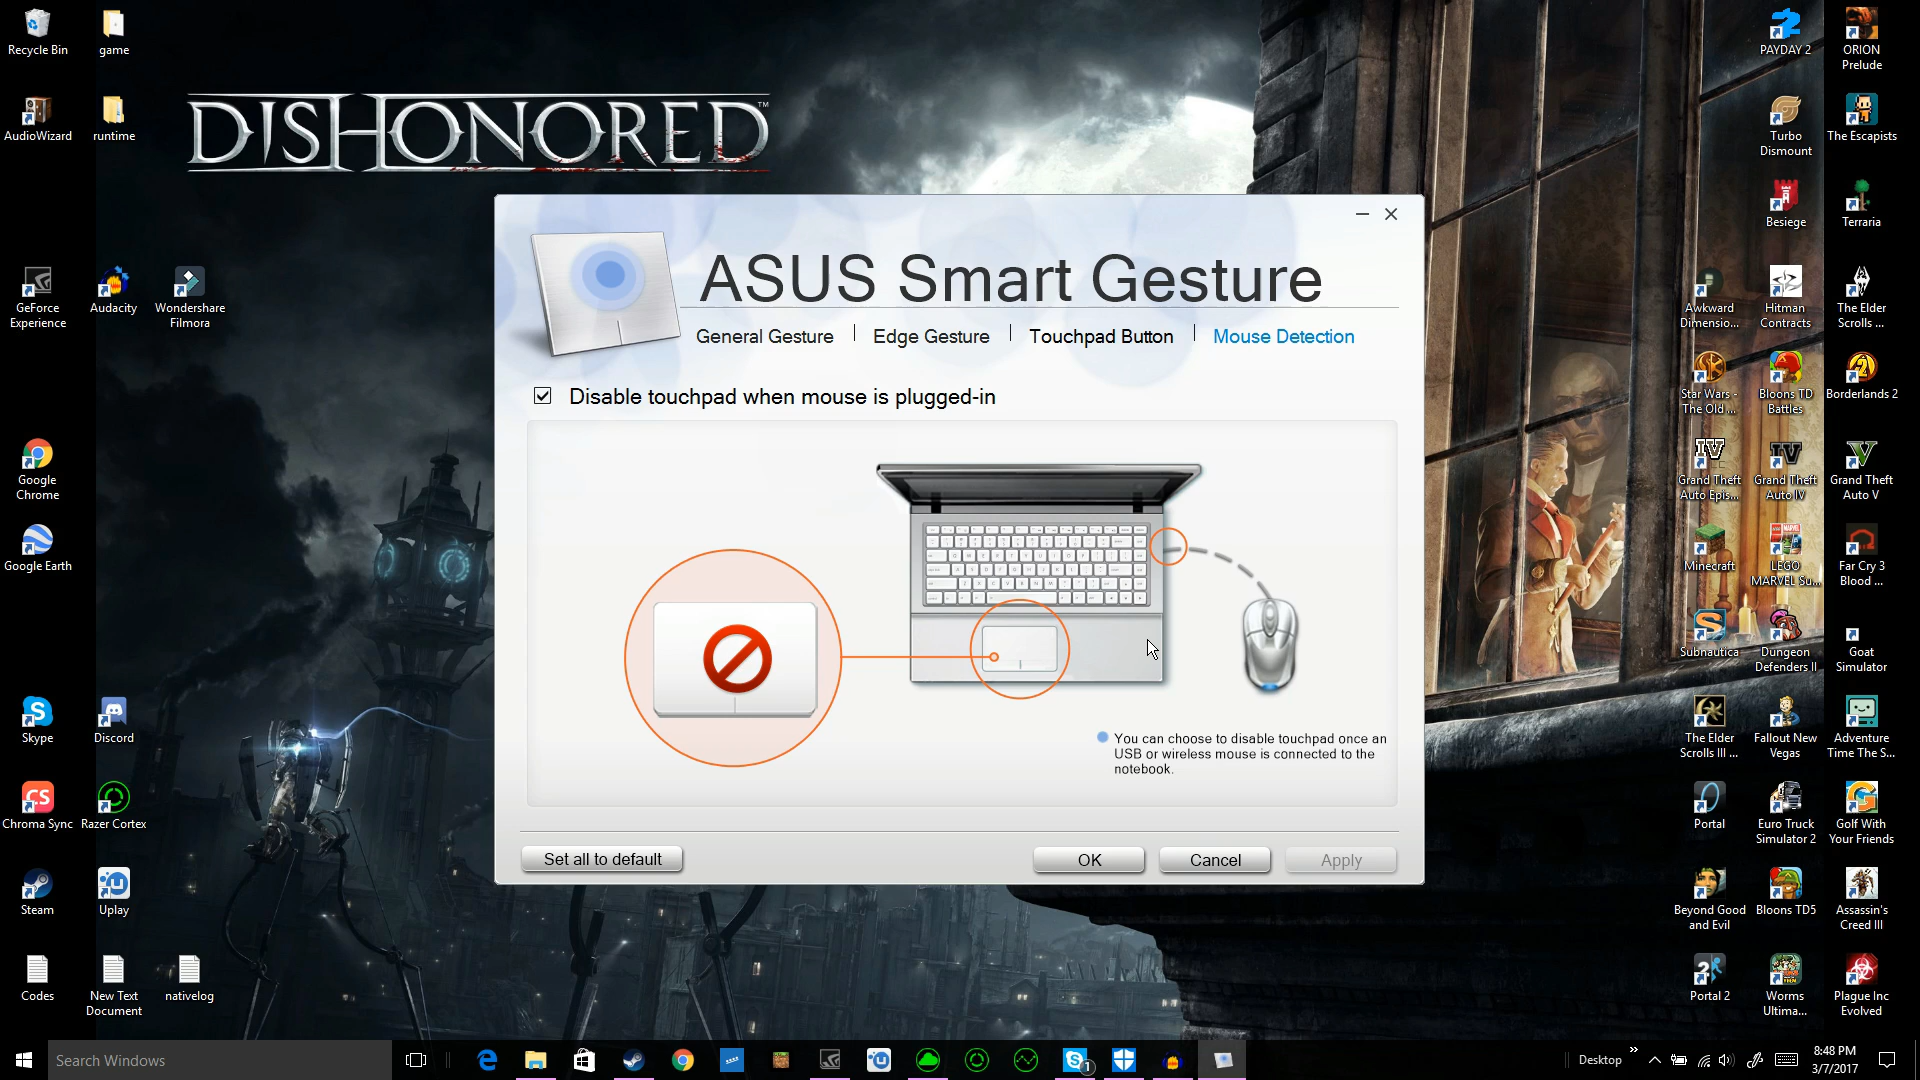 Recycle Bin
game
AudioWizard
runtime
DISHONORED™
GeForce
Experience
Audacity
Wondershare
Filmora
Google
Chrome
Google Earth
Skype
Discord
Chroma Sync
Razer Cortex
Steam
Uplay
Codes
New Text
Document
nativelog
ASUS Smart Gesture
General Gesture
Edge Gesture
Touchpad Button
Mouse Detection
Disable touchpad when mouse is plugged-in
You can choose to disable touchpad once an
USB or wireless mouse is connected to the
notebook.
Set all to default
OK
Cancel
Apply
PAYDAY 2
ORION
Prelude
Turbo
Dismount
The Escapists
Besiege
Terraria
Awkward
Dimensio...
Hitman
Contracts
The Elder
Scrolls ...
Star Wars -
The Old ...
Bloons TD
Battles
Borderlands 2
Grand Theft
Auto Epis...
Grand Theft
Auto IV
Grand Theft
Auto V
Minecraft
LEGO
MARVEL Su...
Far Cry 3
Blood ...
Subnautica
Dungeon
Defenders II
Goat
Simulator
The Elder
Scrolls III ...
Fallout New
Vegas
Adventure
Time The S...
Portal
Euro Truck
Simulator 2
Golf With
Your Friends
Beyond Good
and Evil
Bloons TD5
Assassin's
Creed III
Portal 2
Worms
Ultima...
Plague Inc
Evolved
Search Windows
1
Desktop
8:48 PM
3/7/2017